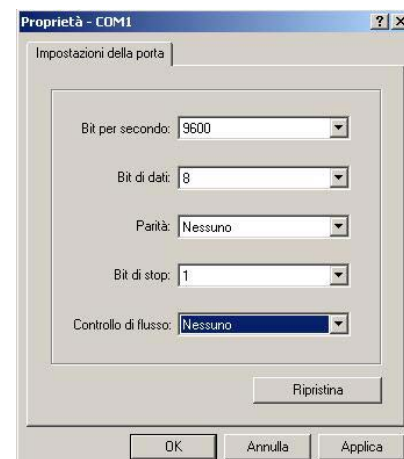 Proprietà - COM1
Impostazioni della porta
Bit per secondo: 9600
Bit di dati: 8
Parità: Nessuno
Bit di stop: 1
Controllo di flusso: Nessuno
Ripristina
OK Annulla Applica